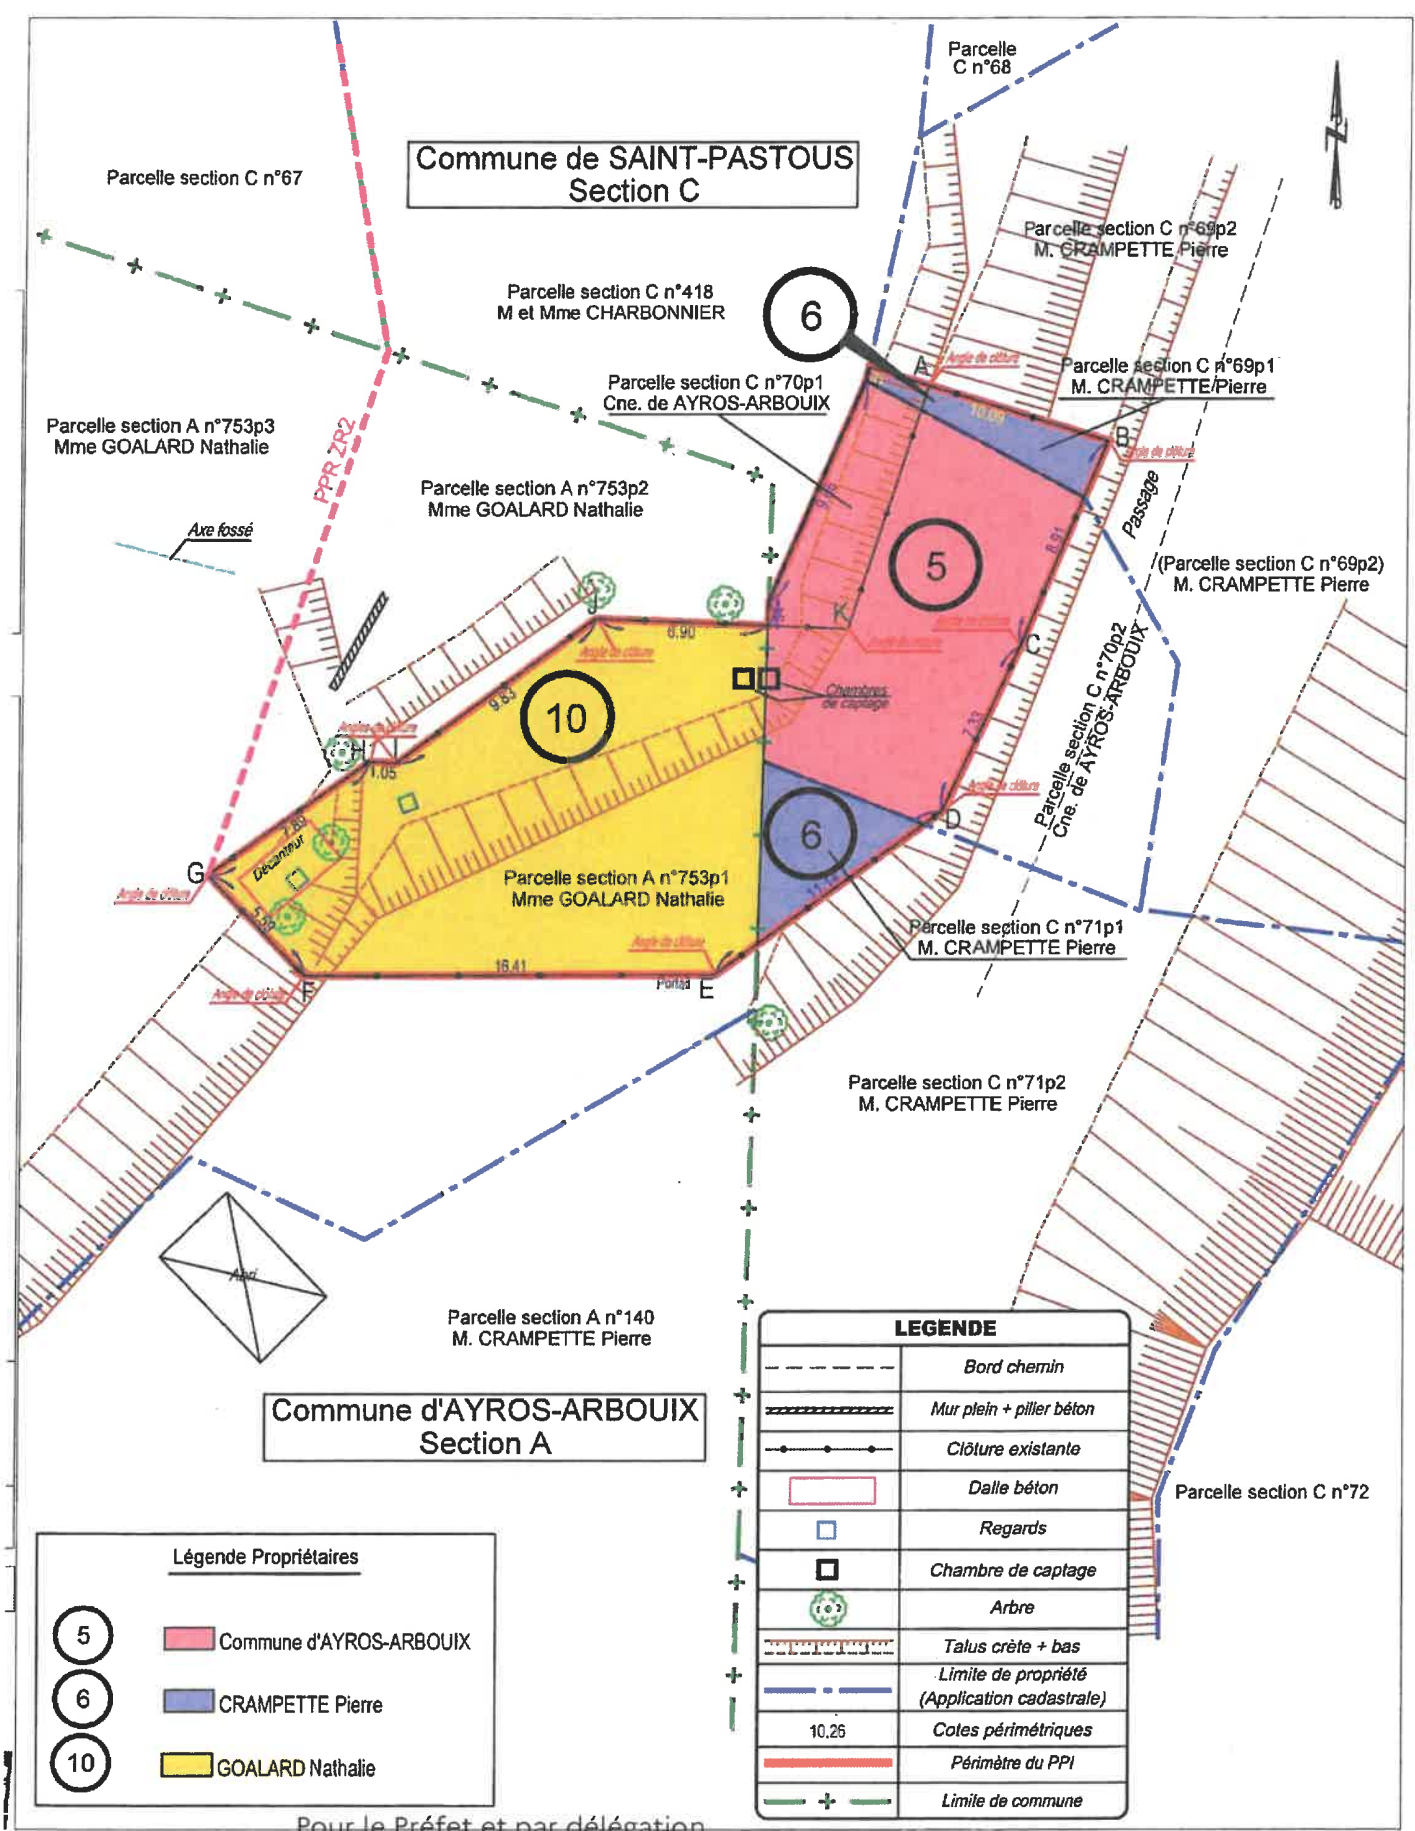 Parcelle
C n°68
Commune de SAINT-PASTOUS
Section C
Parcelle section C n°67
N
Parcelle section C n°69p2
M. CRAMPETTE Pierre
Parcelle section C n°418
M et Mme CHARBONNIER
6
A
Angle de clôture
Parcelle section C n°69p1
M. CRAMPETTE Pierre
Parcelle section C n°70p1
Cne. de AYROS-ARBOUIX
10.09
B
Angle de clôture
Parcelle section A n°753p3
Mme GOALARD Nathalie
PPR ZR2
Parcelle section A n°753p2
Mme GOALARD Nathalie
Passage
Axe fossé
8.91
5
(Parcelle section C n°69p2)
M. CRAMPETTE Pierre
J
6.90
K
Angle de clôture
C
Chambres
de captage
Parcelle section C n°70p2
Cne. de AYROS-ARBOUIX
9.83
10
7.33
H
I
1.05
Angle de clôture
D
6
7.89
Décanteur
G
Angle de clôture
Parcelle section A n°753p1
Mme GOALARD Nathalie
5.99
Parcelle section C n°71p1
M. CRAMPETTE Pierre
Angle de clôture
16.41
Portail
E
F
Angle de clôture
Parcelle section C n°71p2
M. CRAMPETTE Pierre
Abri
Parcelle section A n°140
M. CRAMPETTE Pierre
Commune d'AYROS-ARBOUIX
Section A
LEGENDE
Bord chemin
Mur plein + pilier béton
Clôture existante
Dalle béton
Regards
Chambre de captage
Arbre
Talus crète + bas
Limite de propriété
(Application cadastrale)
10.26 Cotes périmétriques
Périmètre du PPI
Limite de commune
Parcelle section C n°72
Légende Propriétaires
5 Commune d'AYROS-ARBOUIX
6 CRAMPETTE Pierre
10 GOALARD Nathalie
Pour le Préfet et par délégation